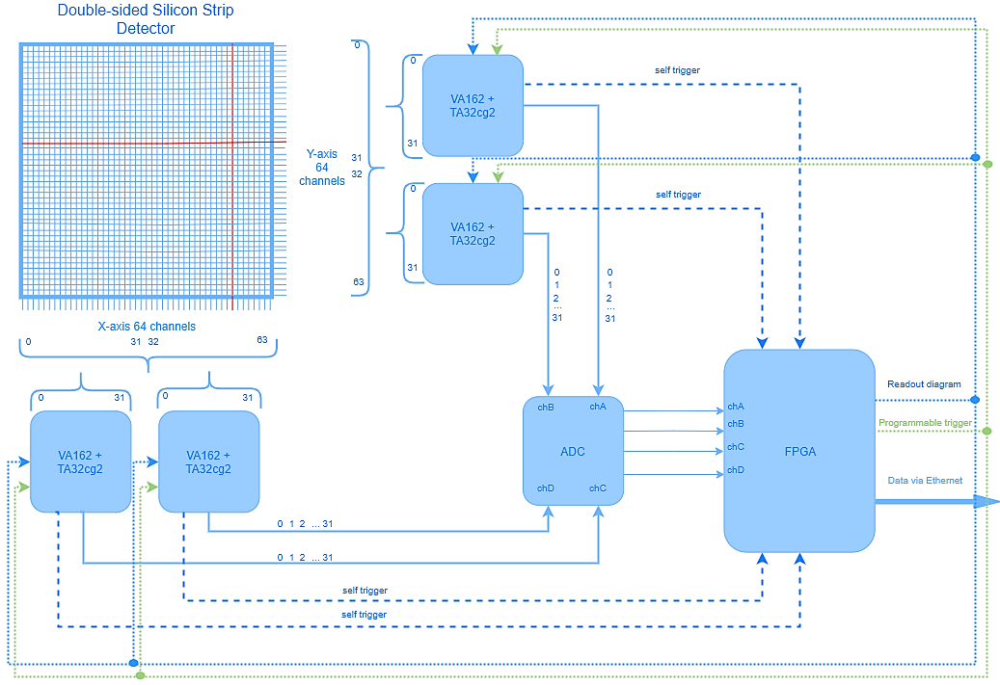 Double-sided Silicon Strip
Detector
0
Y-axis
64
channels
31
32
63
0
VA162 +
TA32cg2
31
self trigger
0
VA162 +
TA32cg2
31
self trigger
0
1
2
...
31
0
1
2
...
31
X-axis 64 channels
0
31
32
63
0
31
VA162 +
TA32cg2
0
31
VA162 +
TA32cg2
chB
chA
ADC
chD
chC
chA
chB
chC
chD
FPGA
Readout diagram
Programmable trigger
Data via Ethernet
0 1 2 ... 31
0 1 2 ... 31
self trigger
self trigger